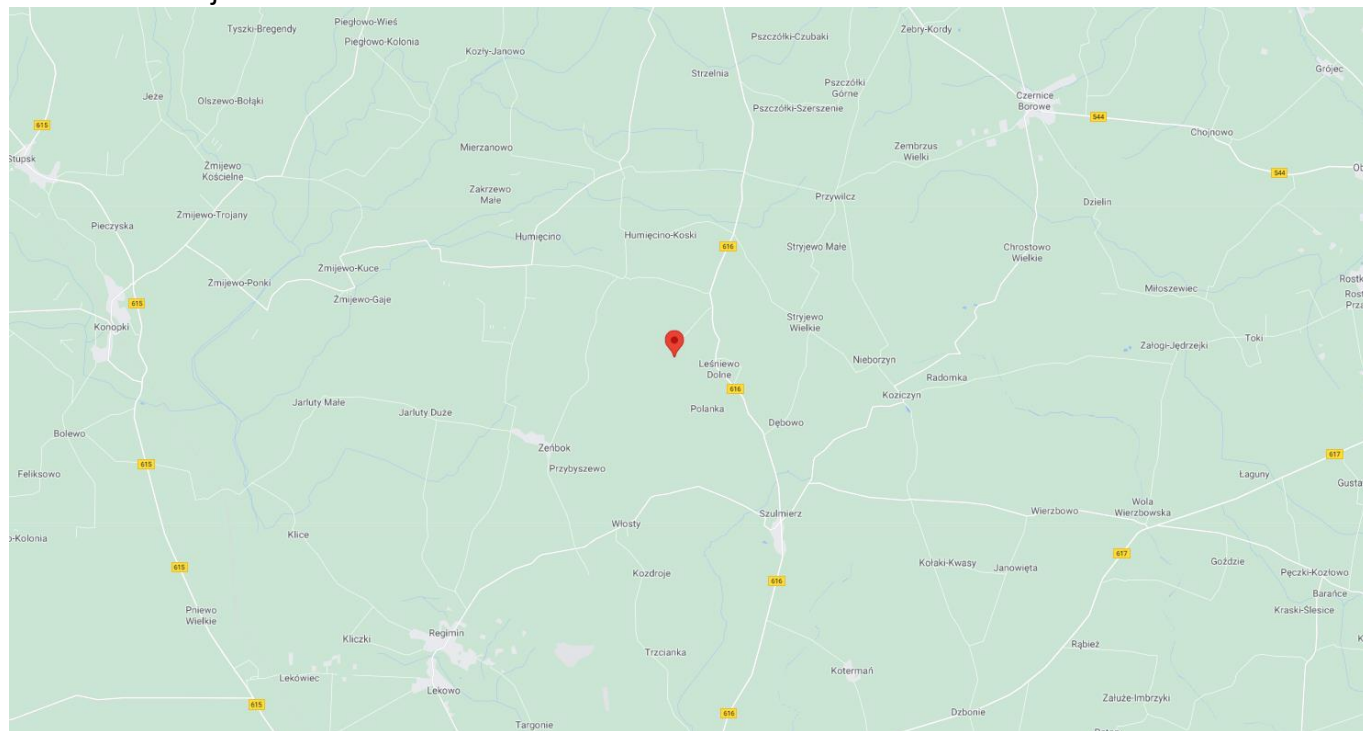 Tyszki-Bregendy
Piegłowo-Wieś
Piegłowo-Kolonia
Kozły-Janowo
Pszczółki-Czubaki
Żebry-Kordy
Grójec
Strzelnia
Pszczółki
Górne
Pszczółki-Szerszenie
Czernice
Borowe
544
Chojnowo
Jeże
Olszewo-Bołąki
615
Stupsk
Mierzanowo
Zembrzus
Wielki
544
Żmijewo
Kościelne
Zakrzewo
Małe
Przywilcz
Dzielin
Żmijewo-Trojany
Pieczyska
Humięcino
Humięcino-Koski
616
Stryjewo Małe
Chrostowo
Wielkie
Żmijewo-Kuce
Żmijewo-Ponki
Żmijewo-Gaje
Miłoszewiec
615
Konopki
Stryjewo
Wielkie
Załogi-Jędrzejki
Toki
Leśniewo
Dolne
Nieborzyn
Radomka
616
Koziczyn
Jarluty Małe
Jarluty Duże
Polanka
Dębowo
Bolewo
Żeńbok
Przybyszewo
615
Feliksowo
617
Łaguny
Włosty
Szulmierz
Wierzbowo
Wola
Wierzbowska
Klice
o-Kolonia
617
615
Kozdroje
616
Kołaki-Kwasy
Janowięta
Goździe
Pęczki-Kozłowo
Barańce
Kraski-Ślesice
Pniewo
Wielkie
Kliczki
Regimin
Trzcianka
Rąbież
Lekówiec
Lekowo
Kotermań
615
616
Targonie
Dzbonie
Załuże-Imbrzyki